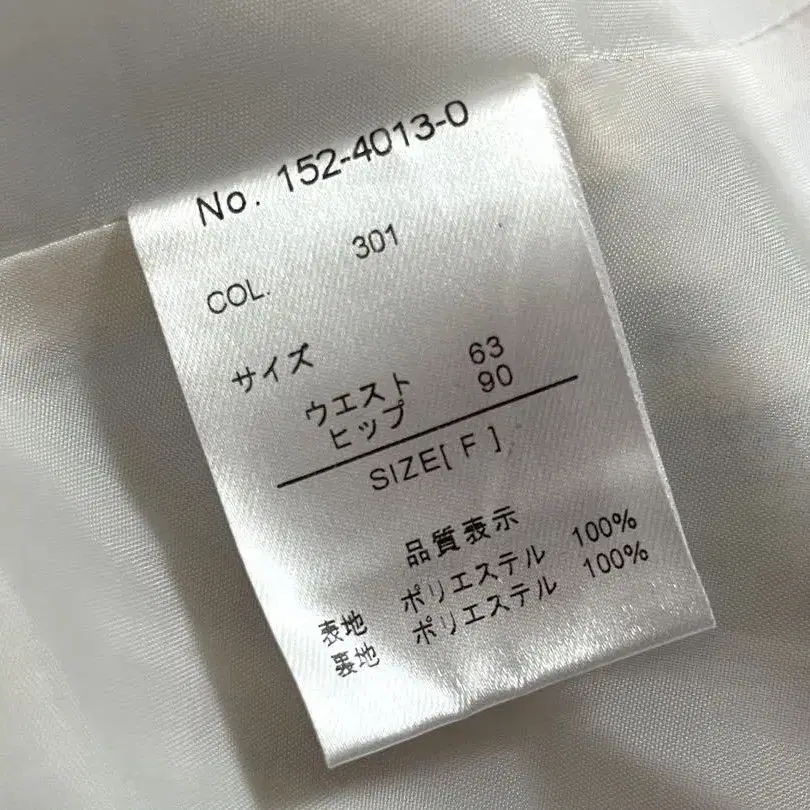 No. 152-4013-0
COL. 301
サイズ
ウエスト 63
ヒップ 90
SIZE[ F ]
品質表示
表地 ポリエステル 100%
裏地 ポリエステル 100%